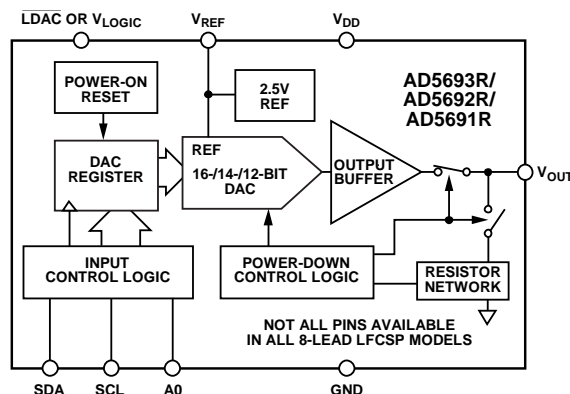 LDAC OR VLOGIC
VREF
VDD
POWER-ON
RESET
2.5V
REF
AD5693R/
AD5692R/
AD5691R
DAC
REGISTER
REF
16-/14-/12-BIT
DAC
OUTPUT
BUFFER
VOUT
INPUT
CONTROL LOGIC
POWER-DOWN
CONTROL LOGIC
RESISTOR
NETWORK
NOT ALL PINS AVAILABLE
IN ALL 8-LEAD LFCSP MODELS
SDA
SCL
A0
GND